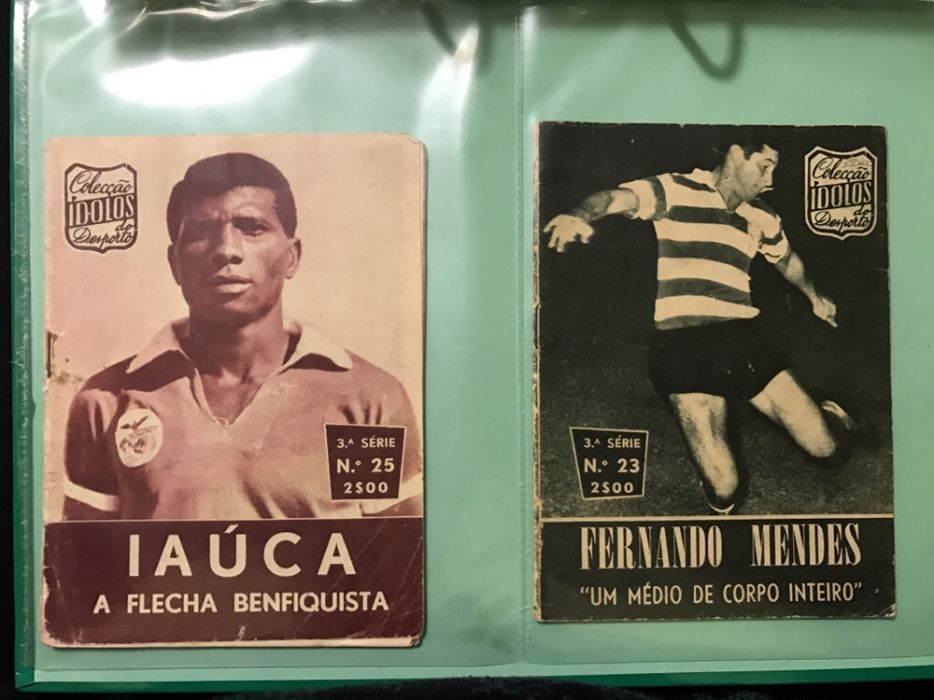 Colecção
ÍDOLOS
do
Desporto
3.ª SÉRIE
N.º 25
2$00
IAÚCA
A FLECHA BENFIQUISTA
Colecção
ÍDOLOS
do
Desporto
3.ª SÉRIE
N.º 23
2$00
FERNANDO MENDES
"UM MÉDIO DE CORPO INTEIRO"